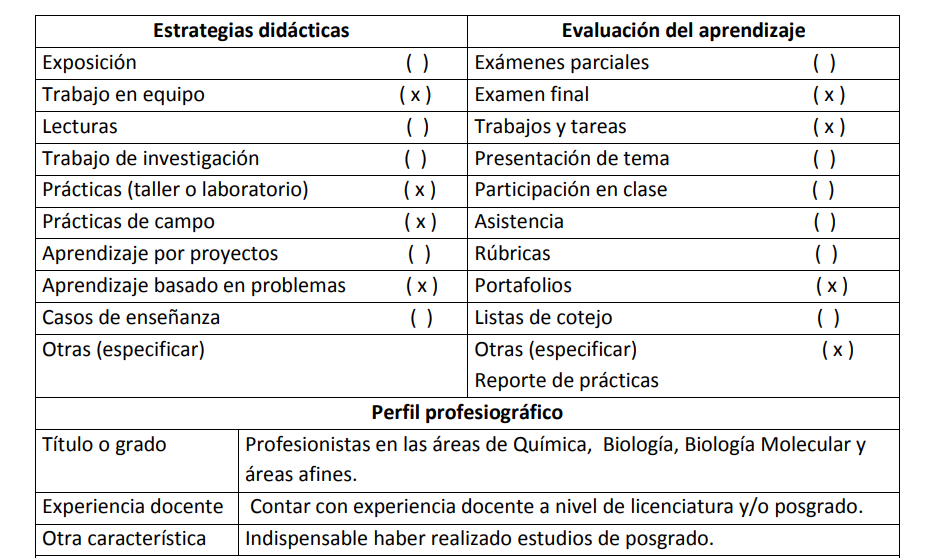 Estrategias didácticas Evaluación del aprendizaje
Exposición ( ) Exámenes parciales ( )
Trabajo en equipo ( x ) Examen final ( x )
Lecturas ( ) Trabajos y tareas ( x )
Trabajo de investigación ( ) Presentación de tema ( )
Prácticas (taller o laboratorio) ( x ) Participación en clase ( )
Prácticas de campo ( x ) Asistencia ( )
Aprendizaje por proyectos ( ) Rúbricas ( )
Aprendizaje basado en problemas ( x ) Portafolios ( x )
Casos de enseñanza ( ) Listas de cotejo ( )
Otras (especificar) Otras (especificar) ( x )
Reporte de prácticas
Perfil profesiográfico
Título o grado Profesionistas en las áreas de Química, Biología, Biología Molecular y
áreas afines.
Experiencia docente Contar con experiencia docente a nivel de licenciatura y/o posgrado.
Otra característica Indispensable haber realizado estudios de posgrado.